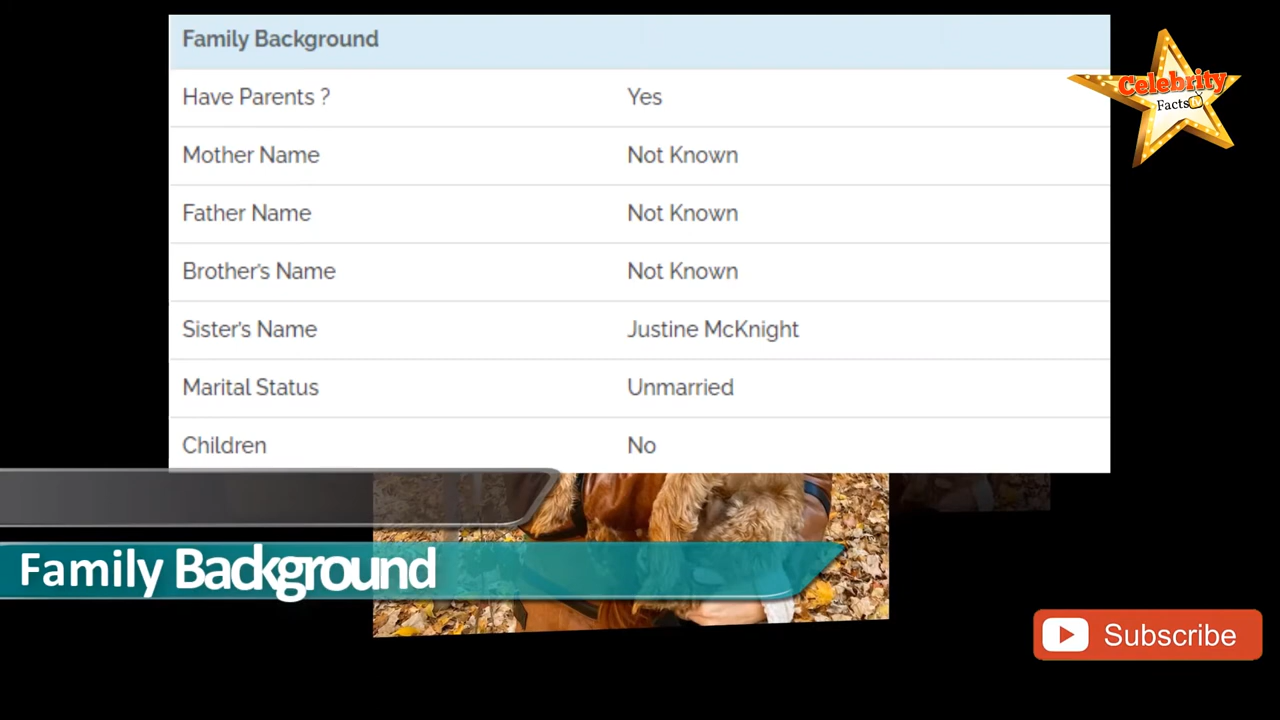 Family Background
Have Parents ? Yes
Mother Name Not Known
Father Name Not Known
Brother's Name Not Known
Sister's Name Justine McKnight
Marital Status Unmarried
Children No
Celebrity
Facts TV
Family Background
Subscribe